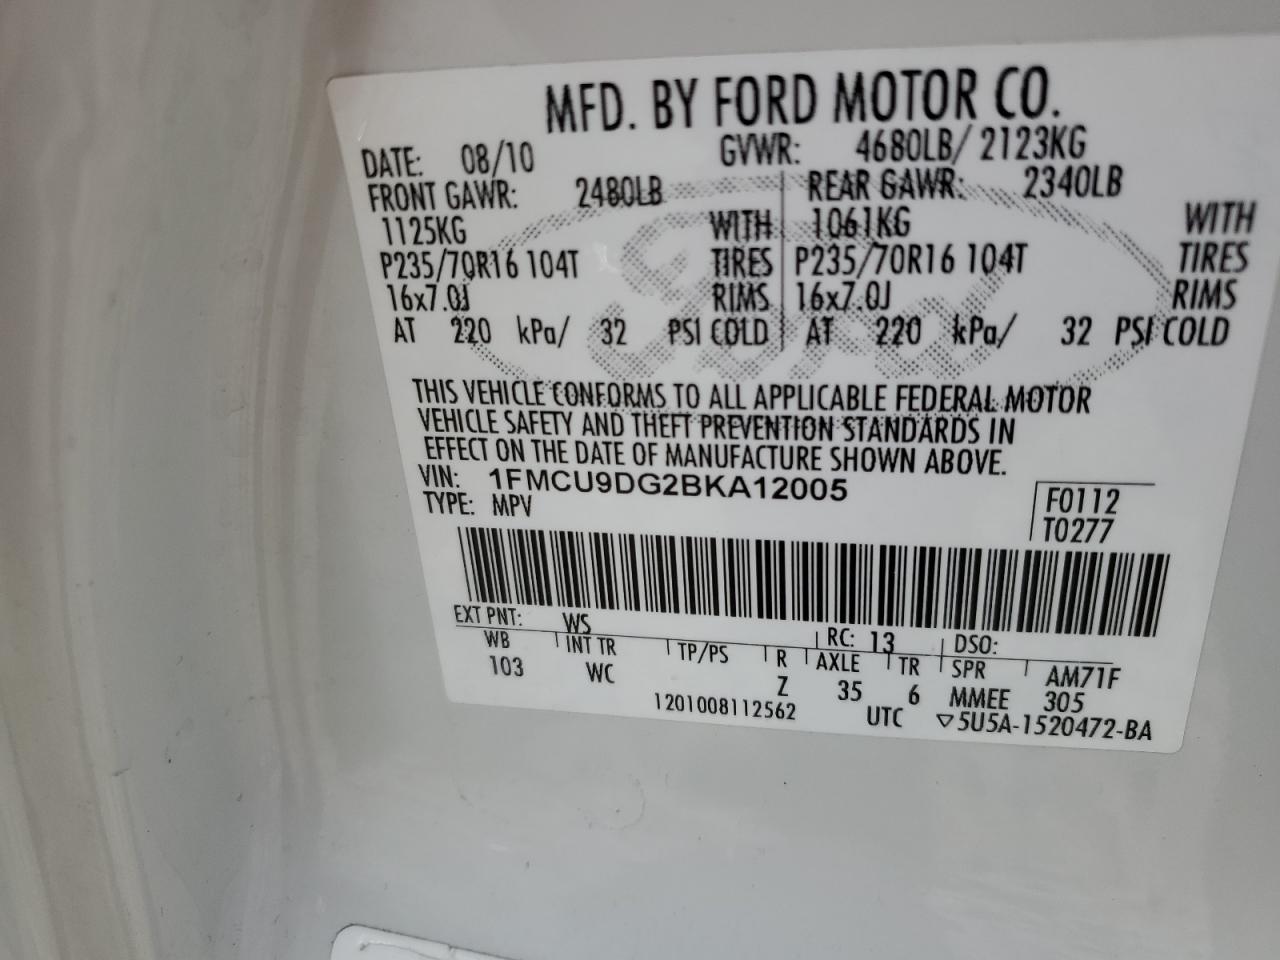 MFD. BY FORD MOTOR CO.
DATE: 08/10 GVWR: 4680LB/ 2123KG
FRONT GAWR: 2480LB REAR GAWR: 2340LB
1125KG WITH 1061KG WITH
P235/70R16 104T TIRES P235/70R16 104T TIRES
16x7.0J RIMS 16x7.0J RIMS
AT 220 kPa/ 32 PSI COLD AT 220 kPa/ 32 PSI COLD
Ford
THIS VEHICLE CONFORMS TO ALL APPLICABLE FEDERAL MOTOR
VEHICLE SAFETY AND THEFT PREVENTION STANDARDS IN
EFFECT ON THE DATE OF MANUFACTURE SHOWN ABOVE.
VIN: 1FMCU9DG2BKA12005
TYPE: MPV
F0112
T0277
EXT PNT: WS RC: 13 DSO:
WB INT TR TP/PS R AXLE TR SPR AM71F
103 WC Z 35 6 MMEE 305
1201008112562 UTC ▽5U5A-1520472-BA